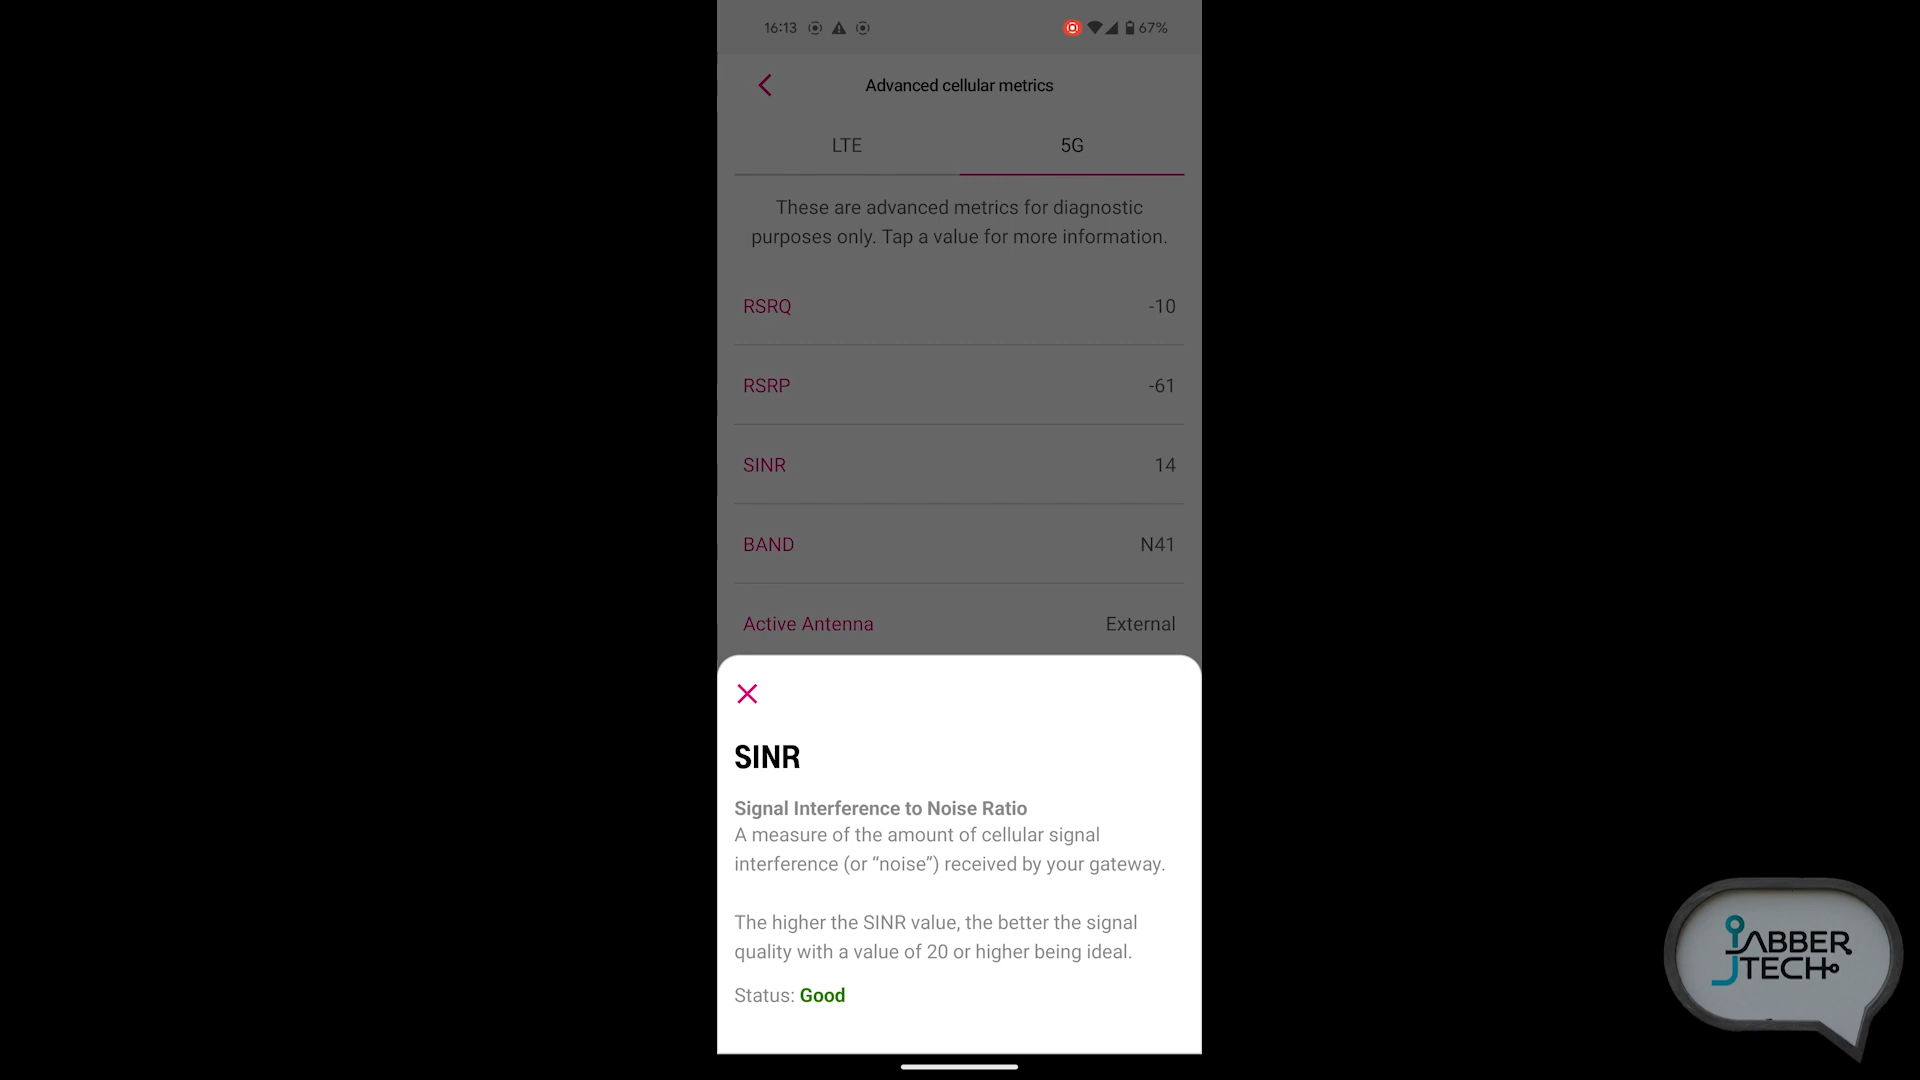 16:13
67%
Advanced cellular metrics
LTE
5G
These are advanced metrics for diagnostic
purposes only. Tap a value for more information.
RSRQ
-10
RSRP
-61
SINR
14
BAND
N41
Active Antenna
External
SINR
Signal Interference to Noise Ratio
A measure of the amount of cellular signal
interference (or “noise”) received by your gateway.
The higher the SINR value, the better the signal
quality with a value of 20 or higher being ideal.
Status: Good
JABBER
TECH